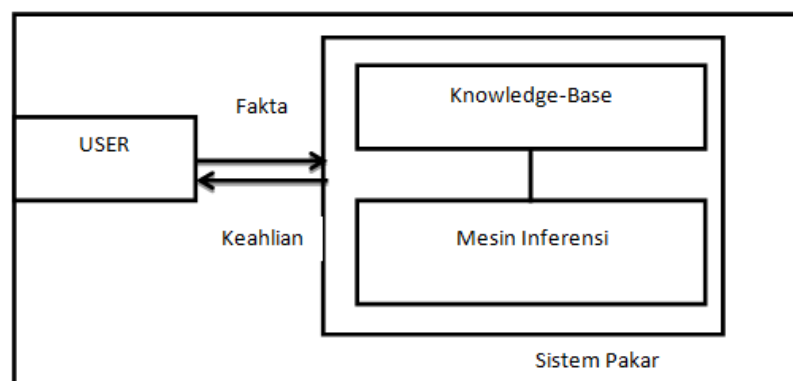 Knowledge-Base
Fakta
USER
Keahlian
Mesin Inferensi
Sistem Pakar